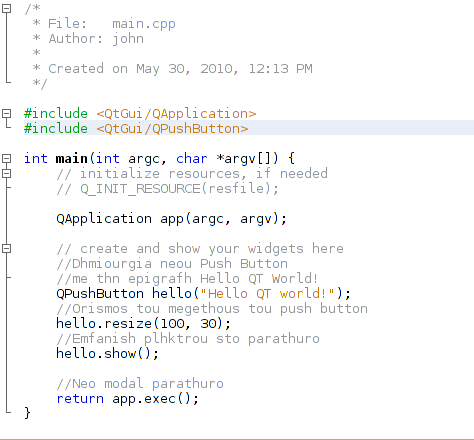 /*
 * File:   main.cpp
 * Author: john
 *
 * Created on May 30, 2010, 12:13 PM
 */
#include <QtGui/QApplication>
#include <QtGui/QPushButton>
int main(int argc, char *argv[]) {
    // initialize resources, if needed
    // Q_INIT_RESOURCE(resfile);
    QApplication app(argc, argv);
    // create and show your widgets here
    //Dhmiourgia neou Push Button
    //me thn epigrafh Hello QT World!
    QPushButton hello("Hello QT world!");
    //Orismos tou megethous tou push button
    hello.resize(100, 30);
    //Emfanish plhktrou sto parathuro
    hello.show();
    //Neo modal parathuro
    return app.exec();
}